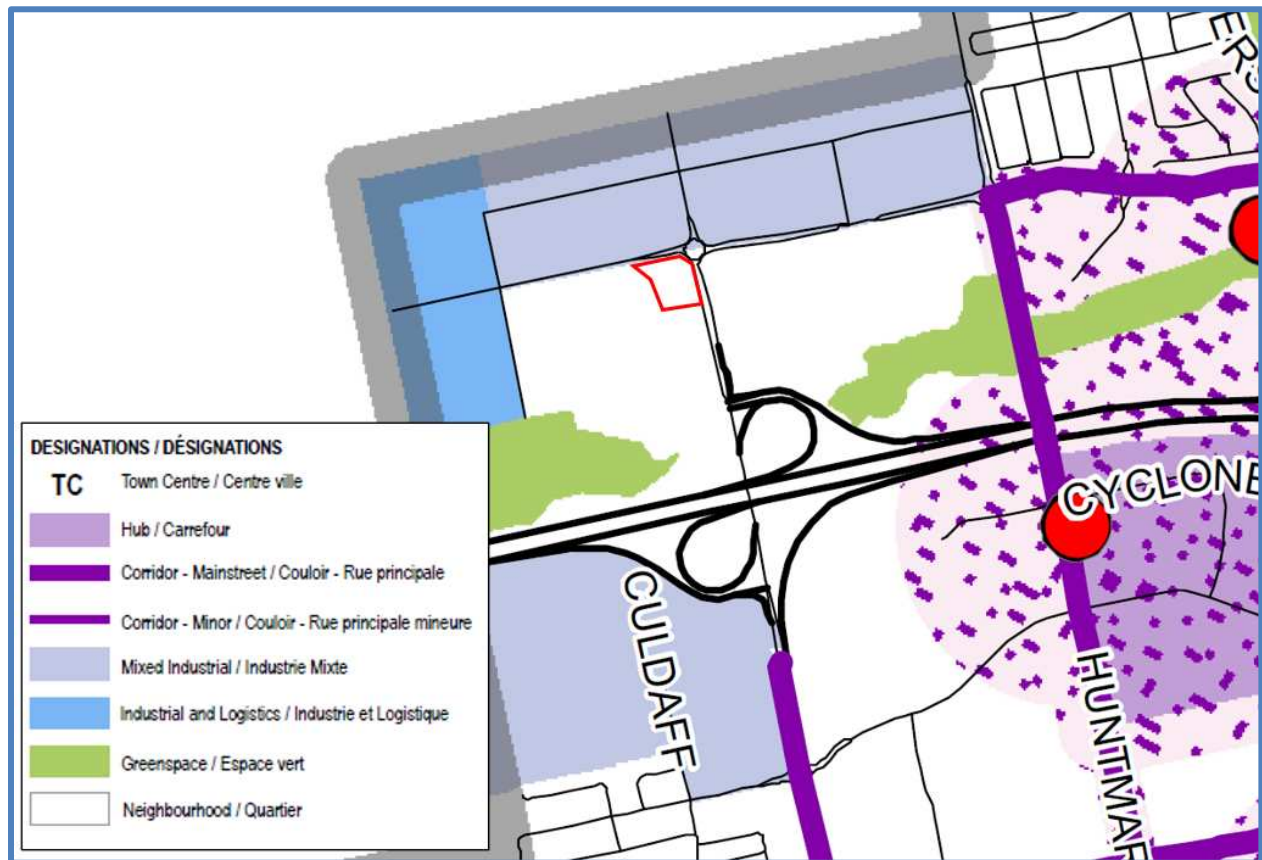 DESIGNATIONS / DÉSIGNATIONS
TC Town Centre / Centre ville
Hub / Carrefour
Corridor - Mainstreet / Couloir - Rue principale
Corridor - Minor / Couloir - Rue principale mineure
Mixed Industrial / Industrie Mixte
Industrial and Logistics / Industrie et Logistique
Greenspace / Espace vert
Neighbourhood / Quartier
CYCLONE
CULDAFF
HUNTMAR